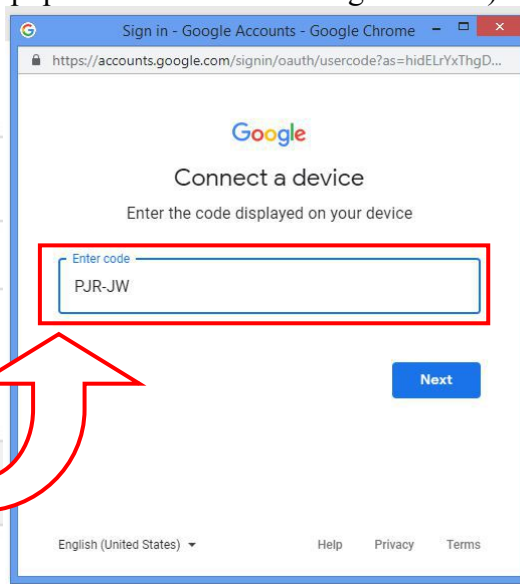 Sign in - Google Accounts - Google Chrome
https://accounts.google.com/signin/oauth/usercode?as=hidELrYxThgD...
Google
Connect a device
Enter the code displayed on your device
Enter code
PJR-JW
Next
English (United States)
Help Privacy Terms